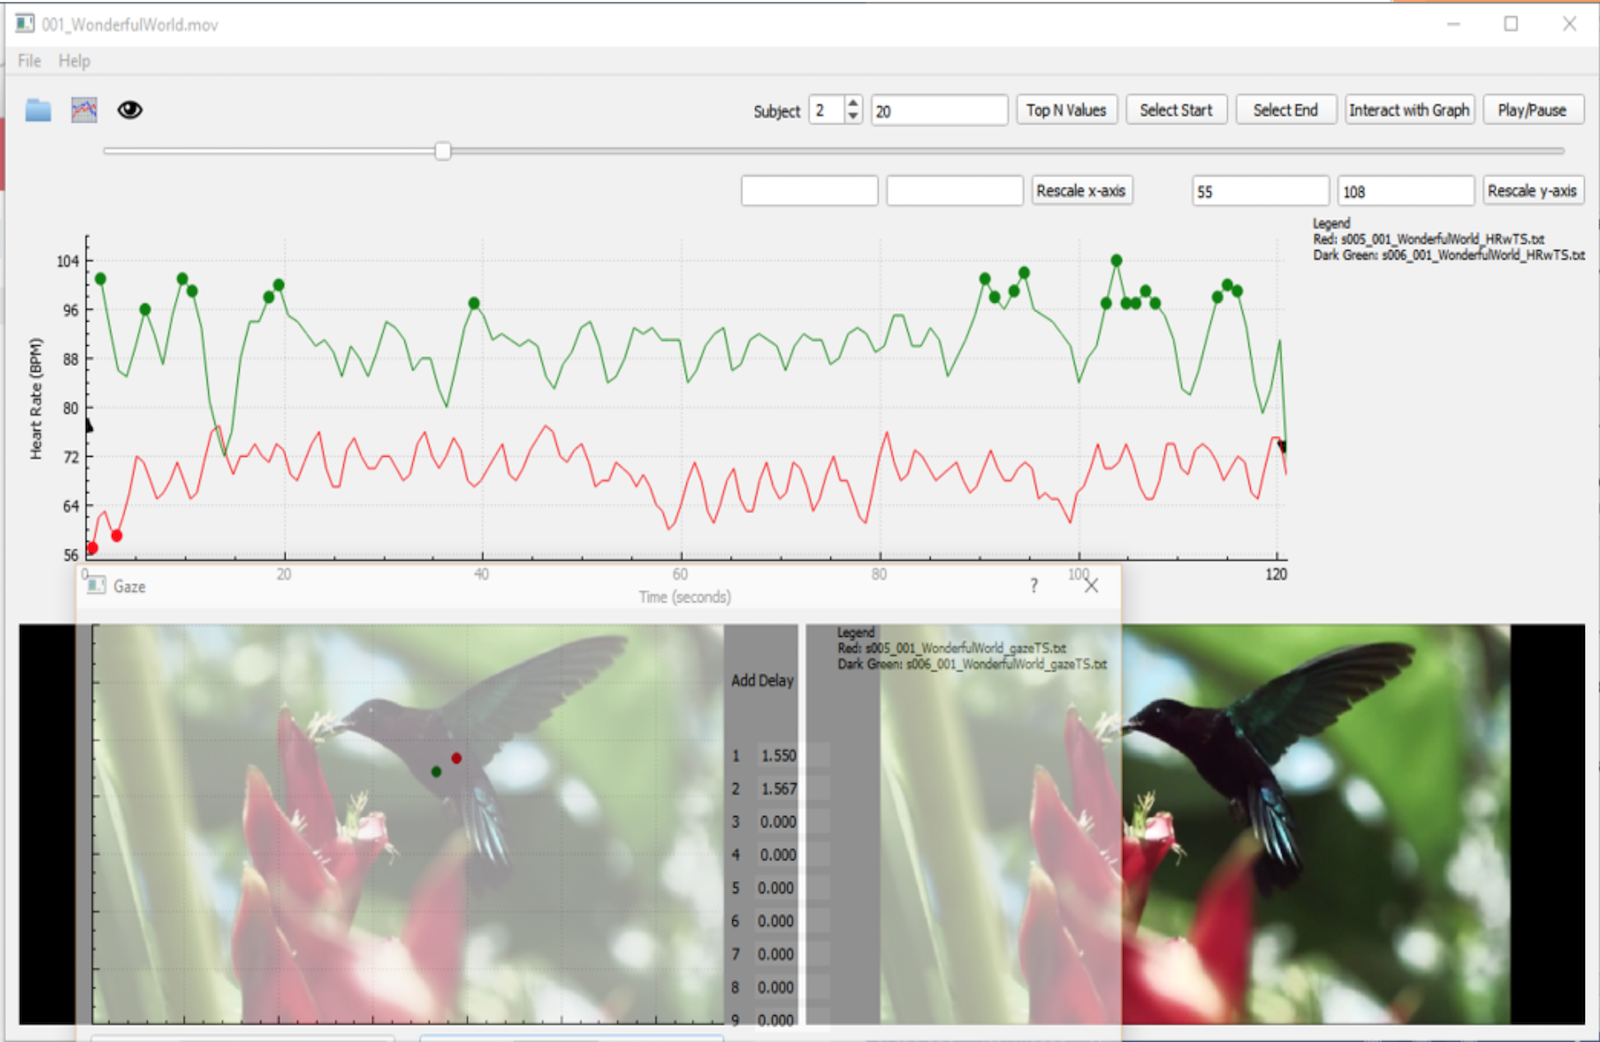 001_WonderfulWorld.mov
File Help
Subject 2 20 Top N Values Select Start Select End Interact with Graph Play/Pause
Rescale x-axis 55 108 Rescale y-axis
Legend
Red: s005_001_WonderfulWorld_HRwTS.txt
Dark Green: s006_001_WonderfulWorld_HRwTS.txt
Heart Rate (BPM)
104
96
88
80
72
64
56
0 20 40 60 80 100 120
Time (seconds)
Gaze ?
Legend
Red: s005_001_WonderfulWorld_gazeTS.txt
Dark Green: s006_001_WonderfulWorld_gazeTS.txt
Add Delay
1 1.550
2 1.567
3 0.000
4 0.000
5 0.000
6 0.000
7 0.000
8 0.000
9 0.000